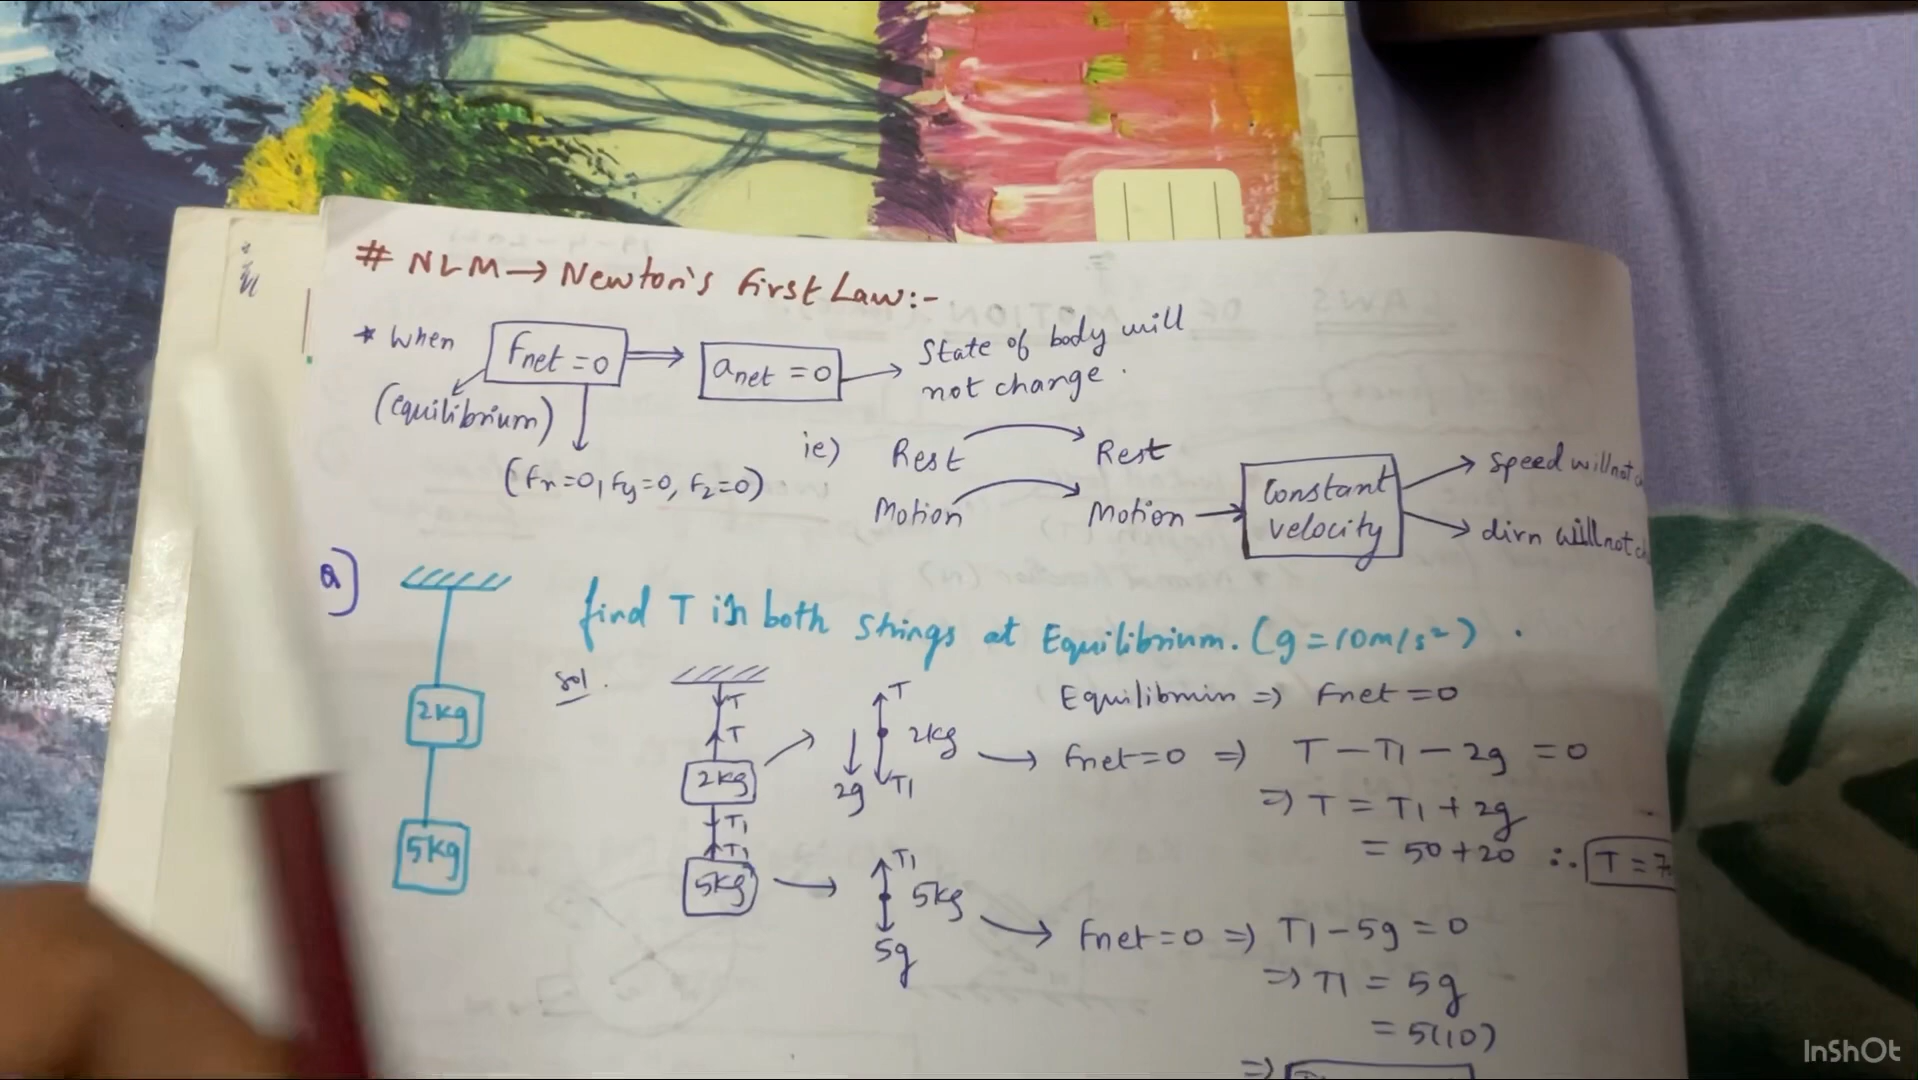 # NLM → Newton's First Law:-
* When Fnet = 0 ⇒ anet = 0 → State of body will not change.
(equilibrium)
(Fx=0, Fy=0, Fz=0)
ie) Rest Rest
Motion Motion → Constant velocity → Speed will not
→ dirn will not
Q)
find T in both strings at Equilibrium. (g = 10m/s²).
2kg
5kg
Sol.
T
T
2kg
T1
T1
5kg
T
2kg
2g
T1
Equilibrium ⇒ Fnet = 0
→ Fnet = 0 ⇒ T - T1 - 2g = 0
⇒ T = T1 + 2g
= 50 + 20 ∴ T = 7
T1
5kg
5g
→ Fnet = 0 ⇒ T1 - 5g = 0
⇒ T1 = 5g
= 5(10)
⇒
InShOt